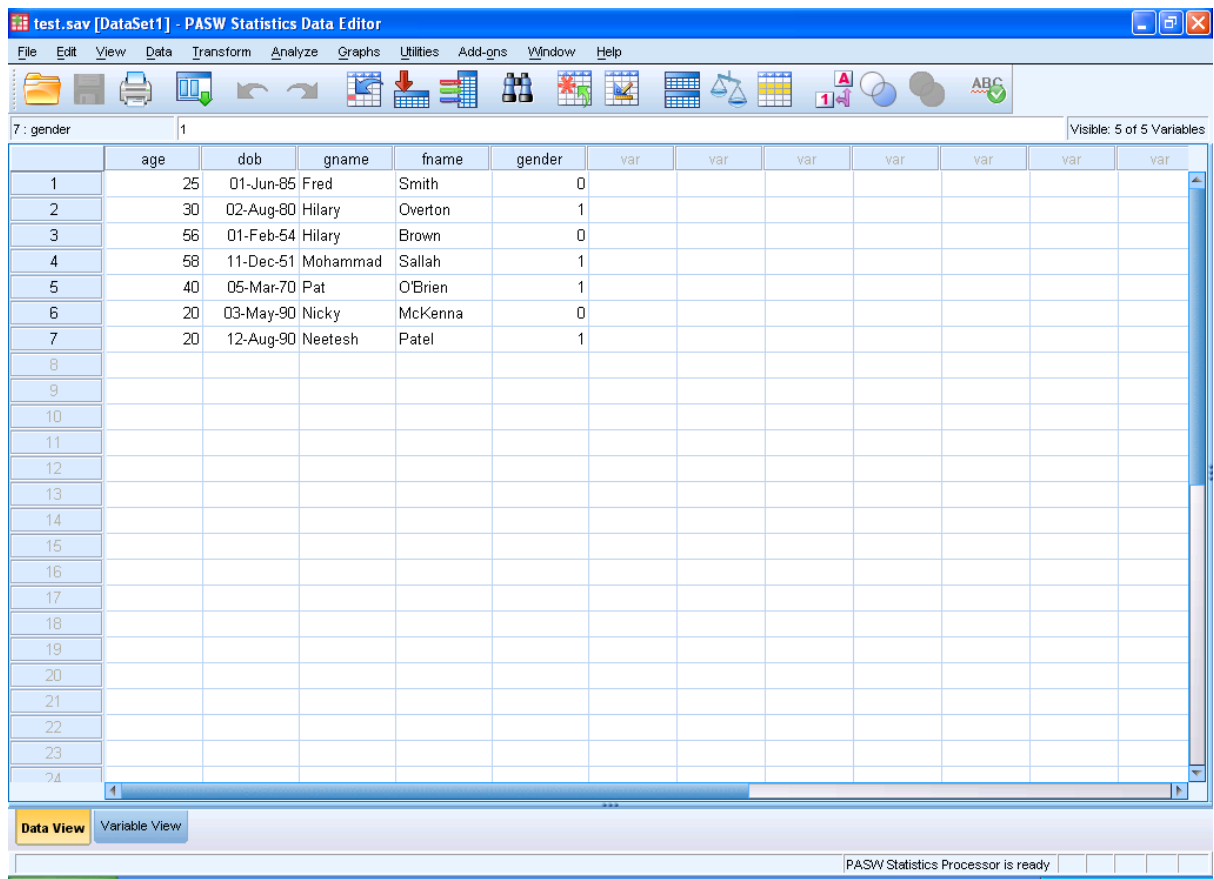 test.sav [DataSet1] - PASW Statistics Data Editor
File Edit View Data Transform Analyze Graphs Utilities Add-ons Window Help
A 1 ABC
7 : gender 1 Visible: 5 of 5 Variables
age dob gname fname gender var var var var var var var
1 25 01-Jun-85 Fred Smith 0
2 30 02-Aug-80 Hilary Overton 1
3 56 01-Feb-54 Hilary Brown 0
4 58 11-Dec-51 Mohammad Sallah 1
5 40 05-Mar-70 Pat O'Brien 1
6 20 03-May-90 Nicky McKenna 0
7 20 12-Aug-90 Neetesh Patel 1
8
9
10
11
12
13
14
15
16
17
18
19
20
21
22
23
24
Data View Variable View
PASW Statistics Processor is ready